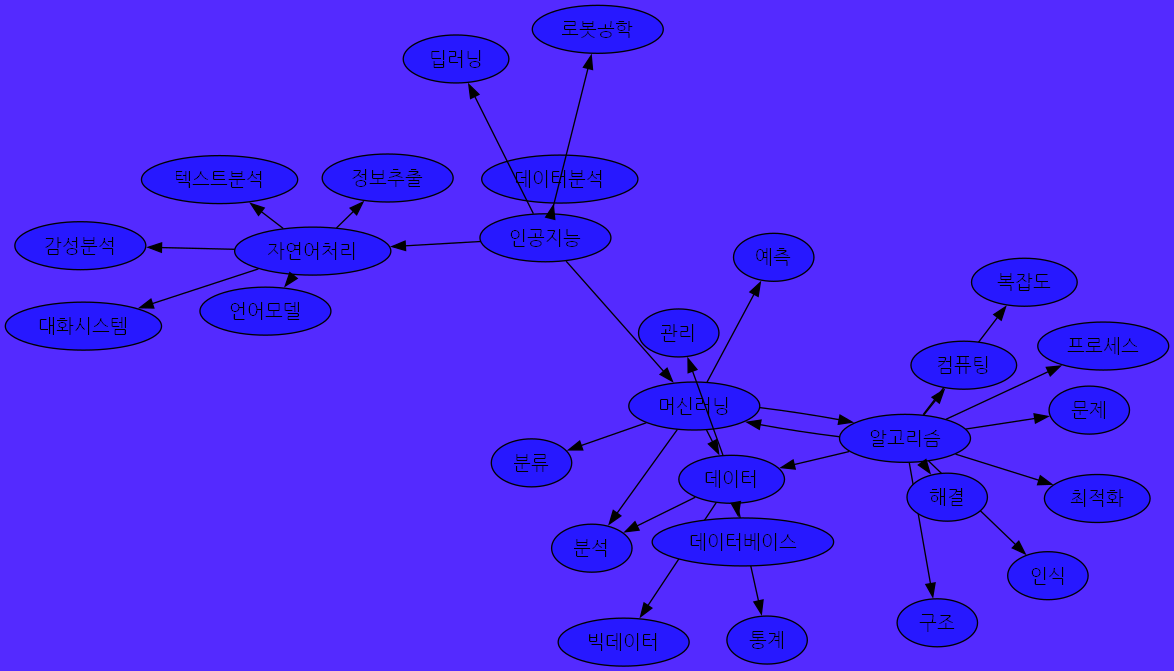 로봇공학
딥러닝
텍스트분석
정보추출
데이터분석
감성분석
자연어처리
인공지능
예측
복잡도
대화시스템
언어모델
관리
프로세스
컴퓨팅
머신러닝
문제
알고리즘
분류
데이터
해결
최적화
분석
데이터베이스
인식
빅데이터
통계
구조